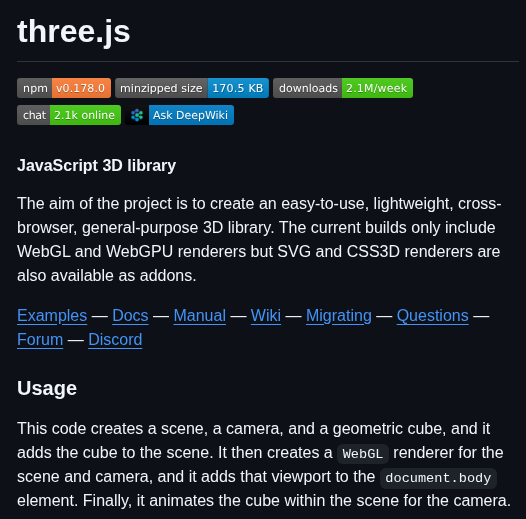 three.js
npm v0.178.0 minzipped size 170.5 KB downloads 2.1M/week
chat 2.1k online Ask DeepWiki
JavaScript 3D library
The aim of the project is to create an easy-to-use, lightweight, cross-
browser, general-purpose 3D library. The current builds only include
WebGL and WebGPU renderers but SVG and CSS3D renderers are
also available as addons.
Examples — Docs — Manual — Wiki — Migrating — Questions —
Forum — Discord
Usage
This code creates a scene, a camera, and a geometric cube, and it
adds the cube to the scene. It then creates a WebGL renderer for the
scene and camera, and it adds that viewport to the document.body
element. Finally, it animates the cube within the scene for the camera.